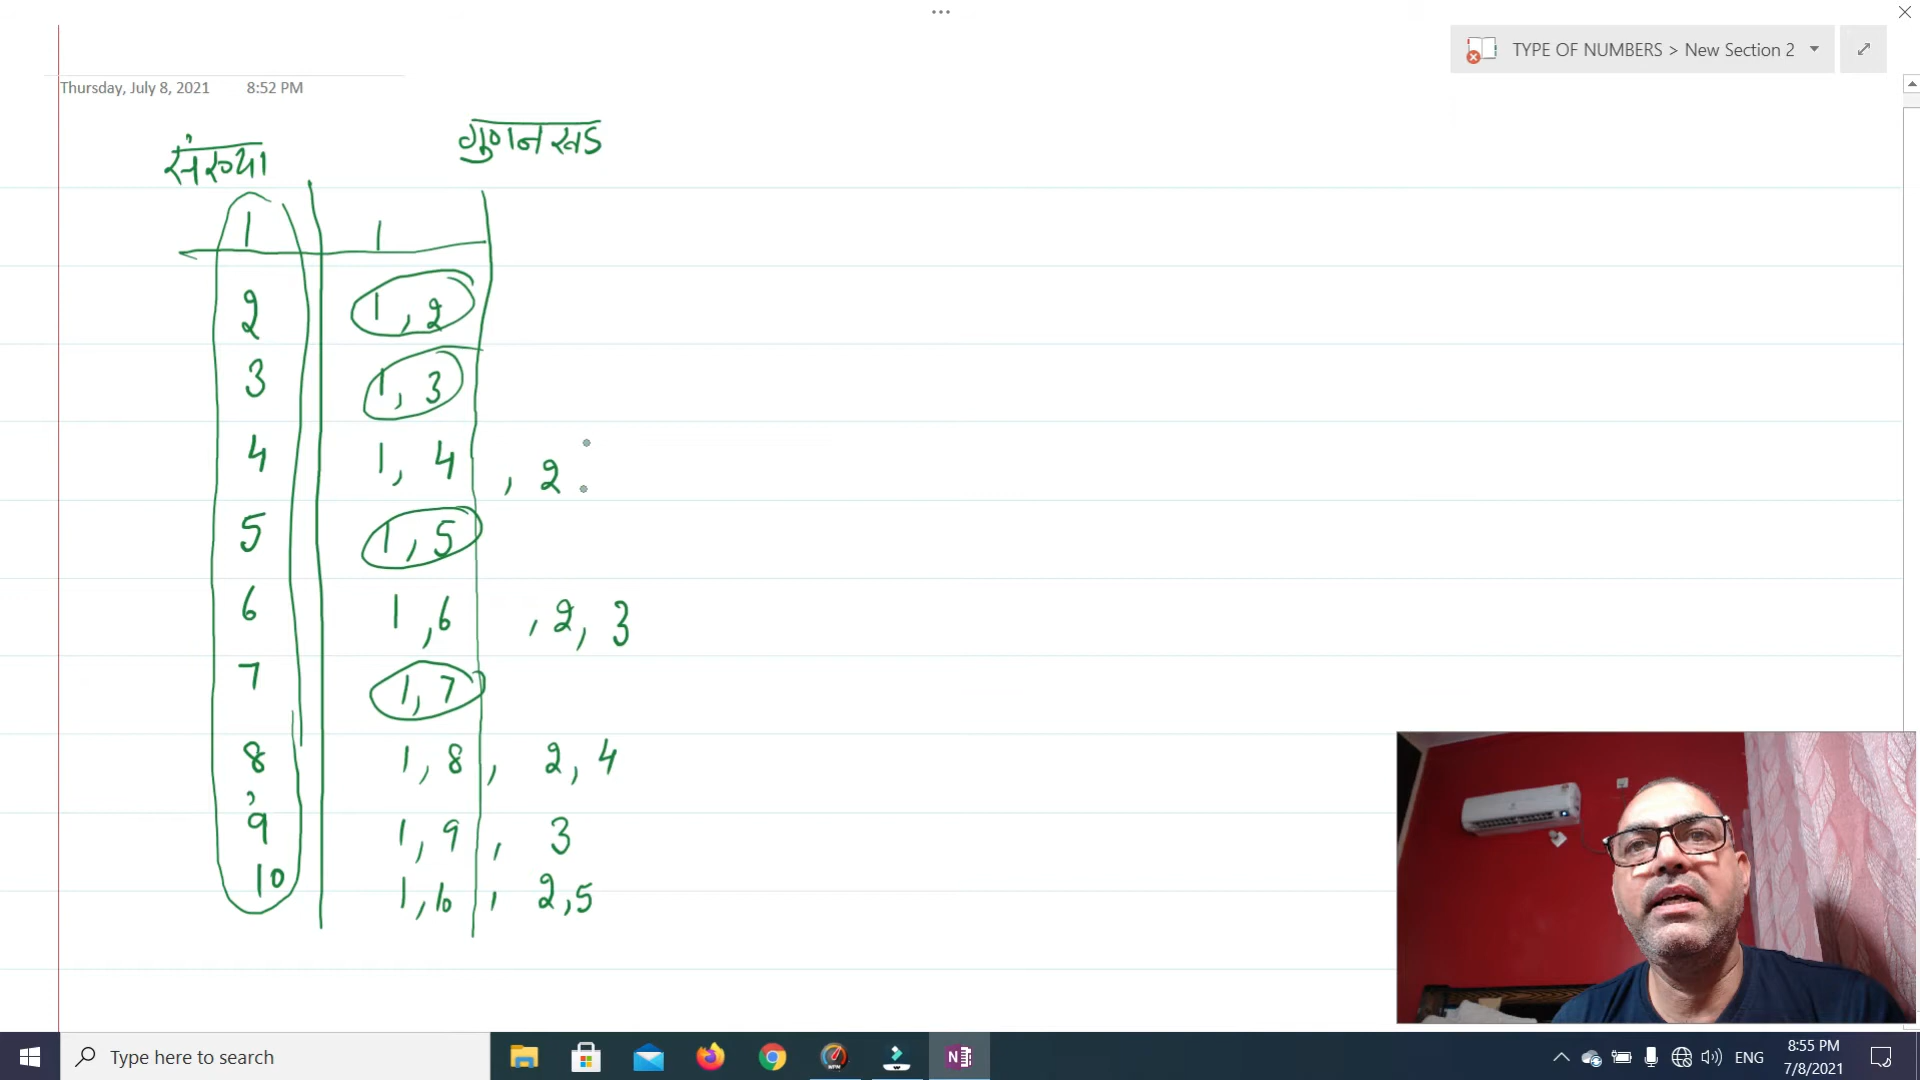 TYPE OF NUMBERS > New Section 2
Thursday, July 8, 2021 8:52 PM
संख्या गुणनखंड
1 1
2 1, 2
3 1, 3
4 1, 4 , 2
5 1, 5
6 1, 6 , 2, 3
7 1, 7
8 1, 8, 2, 4
9 1, 9, 3
10 1, 10, 2, 5
Type here to search
ENG
8:55 PM
7/8/2021